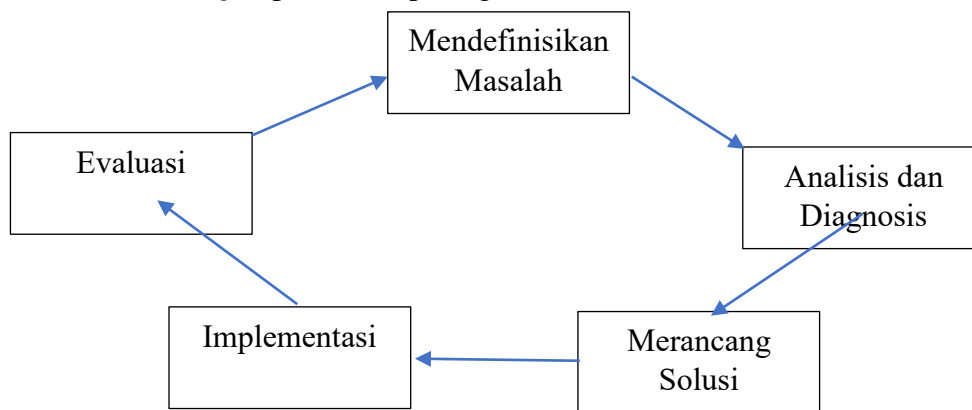 Mendefinisikan
Masalah
Evaluasi
Analisis dan
Diagnosis
Implementasi
Merancang
Solusi